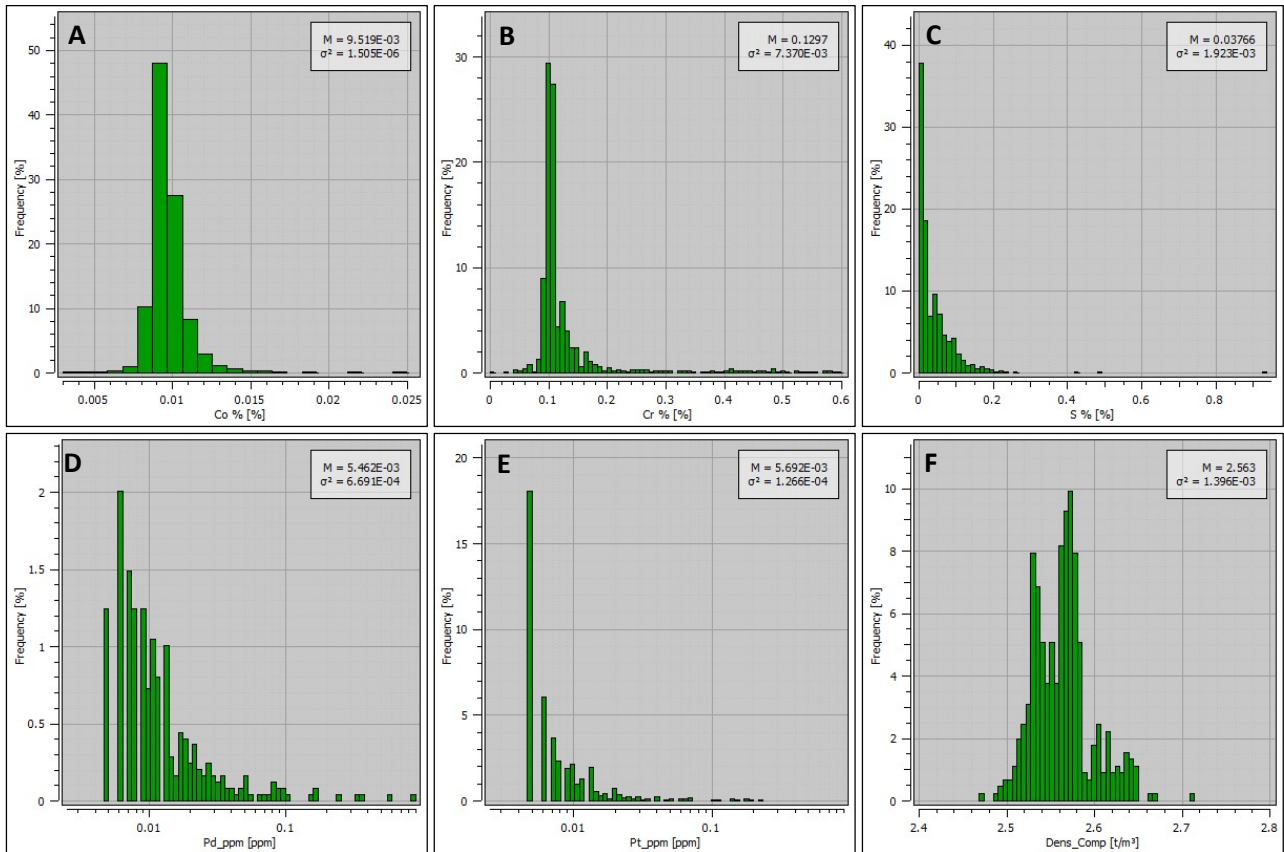 A
M = 9.519E-03
σ² = 1.505E-06
50
40
30
20
10
0
Frequency [%]
0.005
0.01
0.015
0.02
0.025
Co % [%]
B
M = 0.1297
σ² = 7.370E-03
30
20
10
0
Frequency [%]
0
0.1
0.2
0.3
0.4
0.5
0.6
Cr % [%]
C
M = 0.03766
σ² = 1.923E-03
40
30
20
10
0
Frequency [%]
0
0.2
0.4
0.6
0.8
S % [%]
D
M = 5.462E-03
σ² = 6.691E-04
2
1.5
1
0.5
0
Frequency [%]
0.01
0.1
Pd_ppm [ppm]
E
M = 5.692E-03
σ² = 1.266E-04
20
15
10
5
0
Frequency [%]
0.01
0.1
Pt_ppm [ppm]
F
M = 2.563
σ² = 1.396E-03
10
8
6
4
2
0
Frequency [%]
2.4
2.5
2.6
2.7
2.8
Dens_Comp [t/m³]